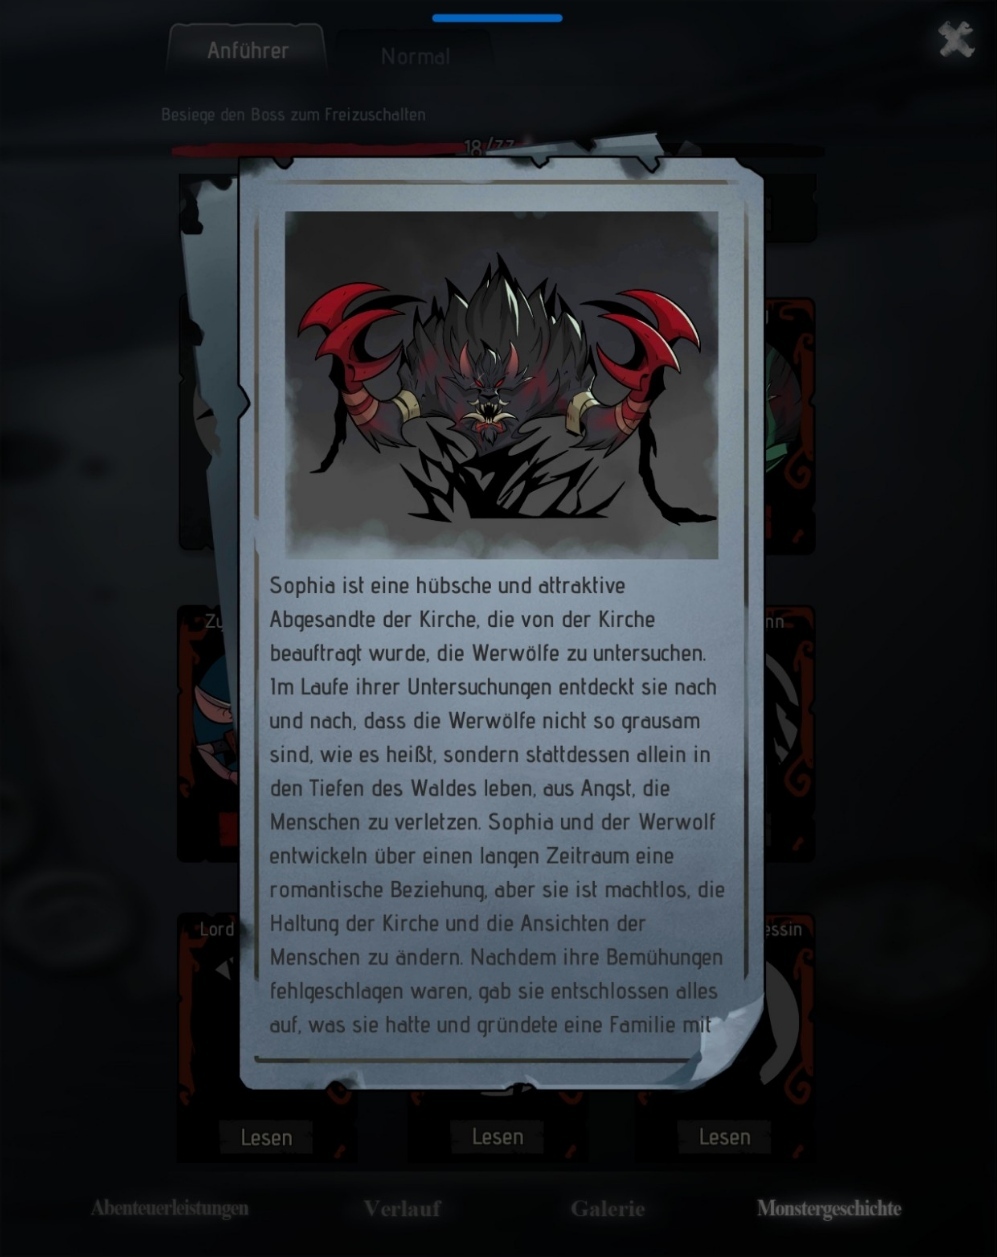 Anführer
Normal
Besiege den Boss zum Freizuschalten
Sophia ist eine hübsche und attraktive
Abgesandte der Kirche, die von der Kirche
beauftragt wurde, die Werwölfe zu untersuchen.
Im Laufe ihrer Untersuchungen entdeckt sie nach
und nach, dass die Werwölfe nicht so grausam
sind, wie es heißt, sondern stattdessen allein in
den Tiefen des Waldes leben, aus Angst, die
Menschen zu verletzen. Sophia und der Werwolf
entwickeln über einen langen Zeitraum eine
romantische Beziehung, aber sie ist machtlos, die
Haltung der Kirche und die Ansichten der
Menschen zu ändern. Nachdem ihre Bemühungen
fehlgeschlagen waren, gab sie entschlossen alles
auf, was sie hatte und gründete eine Familie mit
Lord
Lesen
Lesen
Lesen
Abenteuerleistungen
Verlauf
Galerie
Monstergeschichte